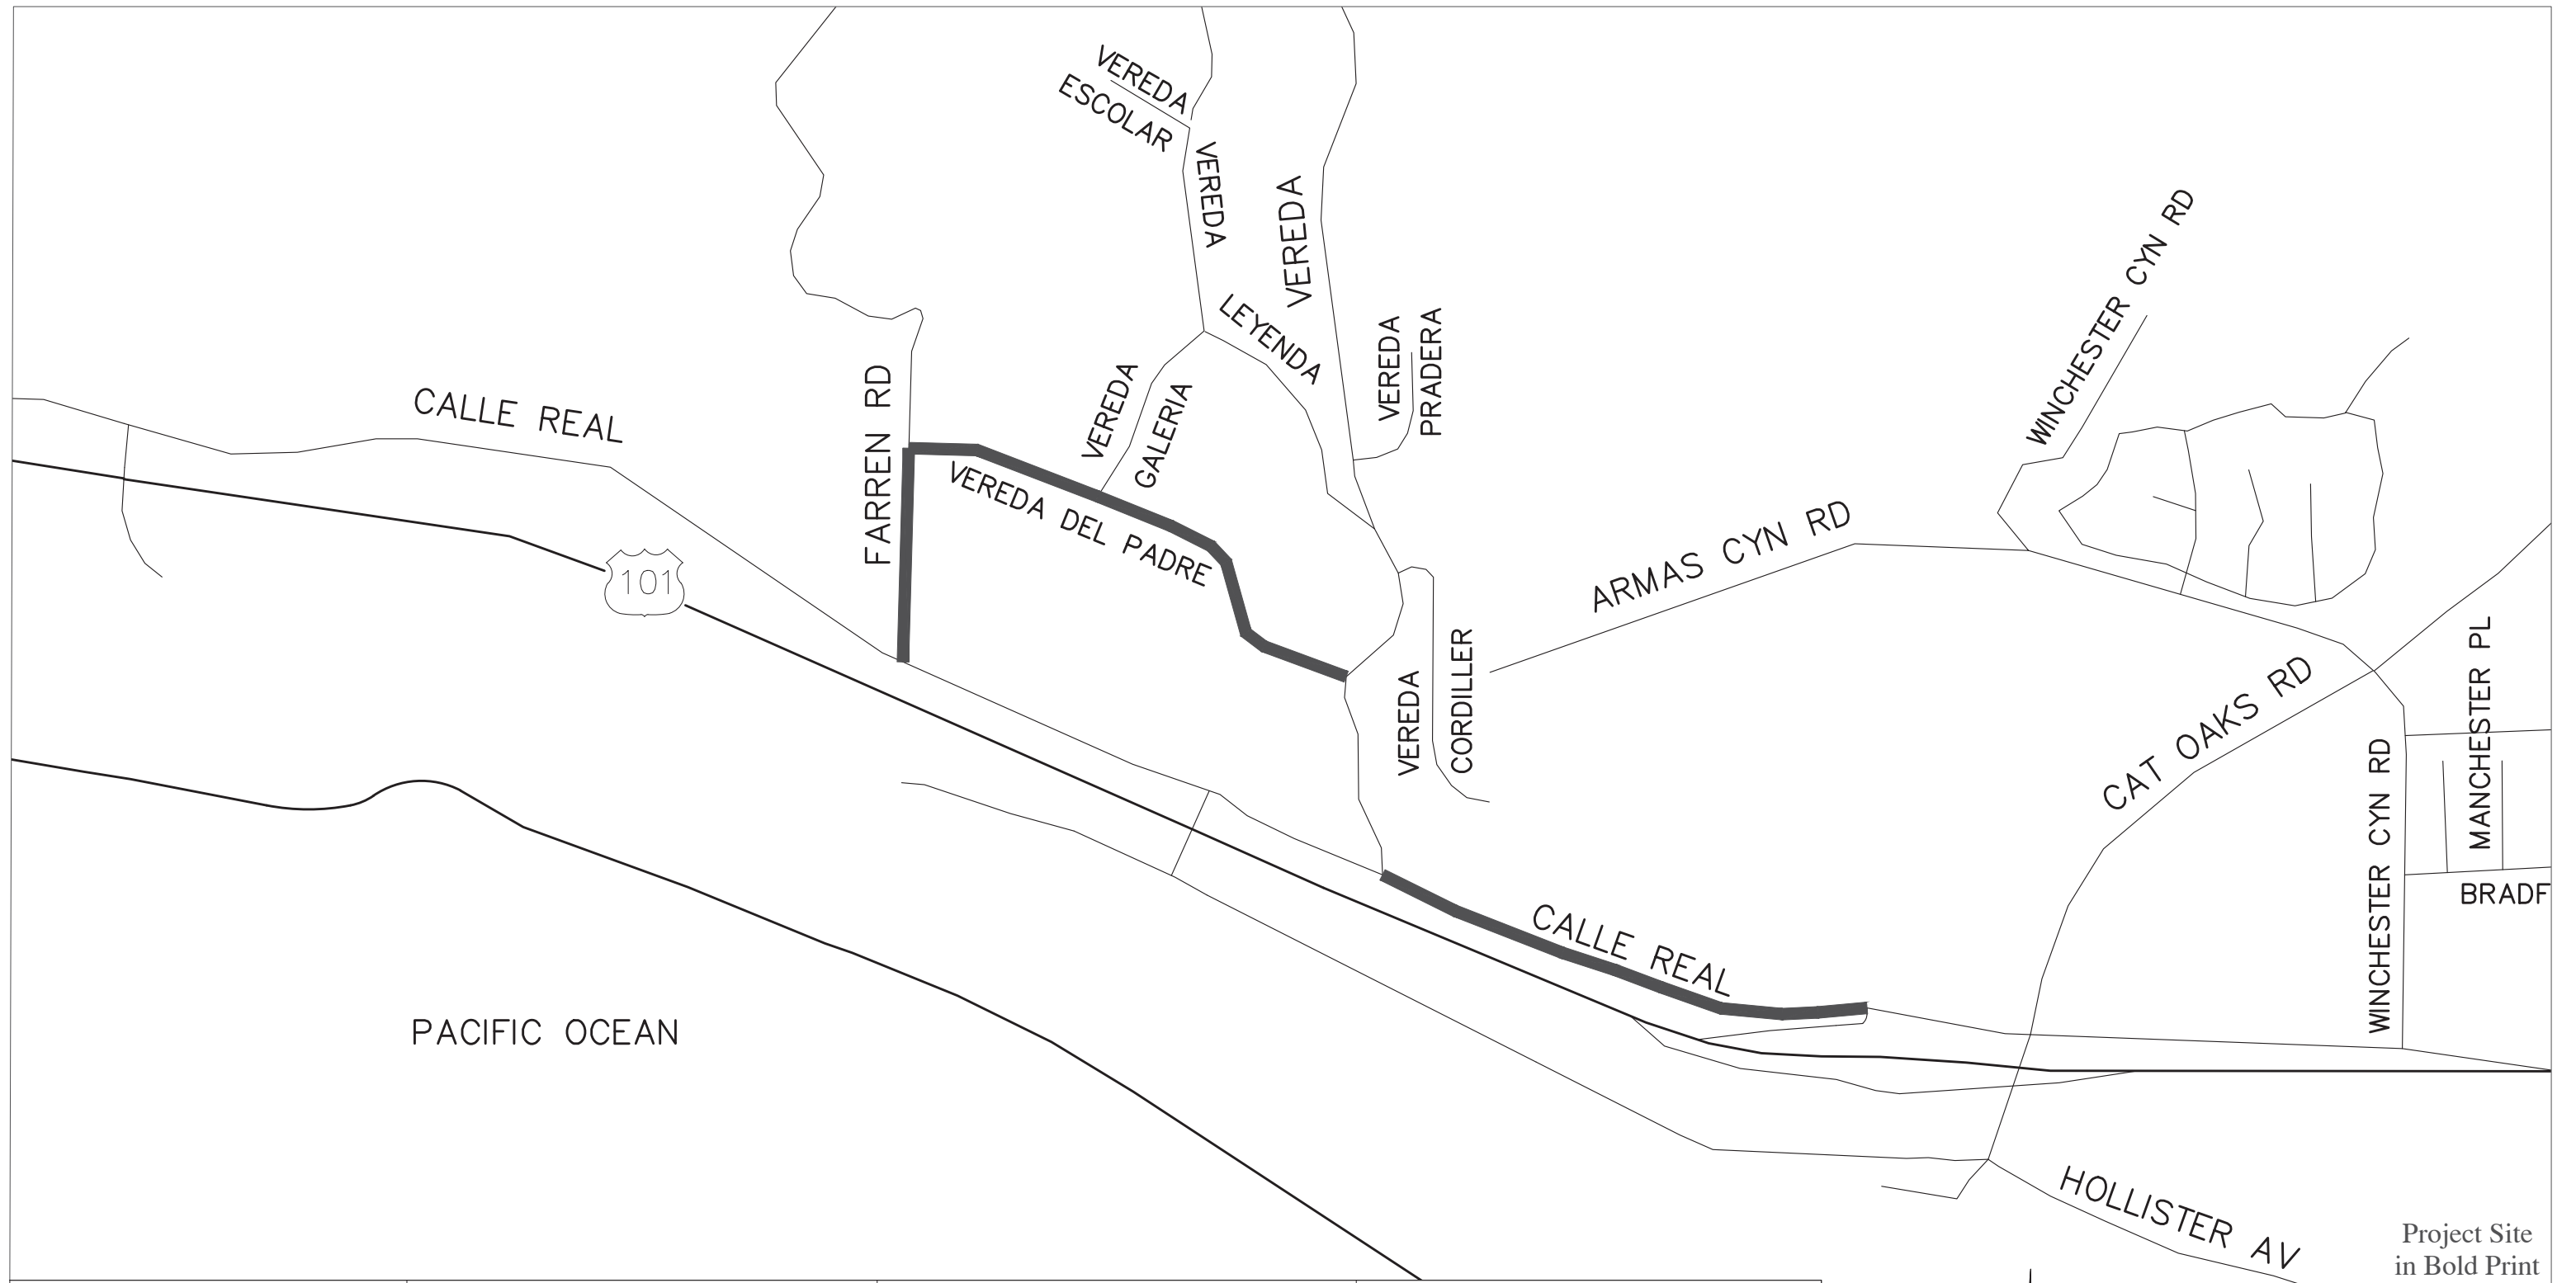 VEREDA
ESCOLAR
VEREDA
LEYENDA
VEREDA
VEREDA
PRADERA
WINCHESTER CYN RD
CALLE REAL
FARREN RD
VEREDA
GALERIA
VEREDA DEL PADRE
101
ARMAS CYN RD
VEREDA
CORDILLER
CAT OAKS RD
MANCHESTER PL
WINCHESTER CYN RD
BRADF
CALLE REAL
PACIFIC OCEAN
HOLLISTER AV
Project Site
in Bold Print